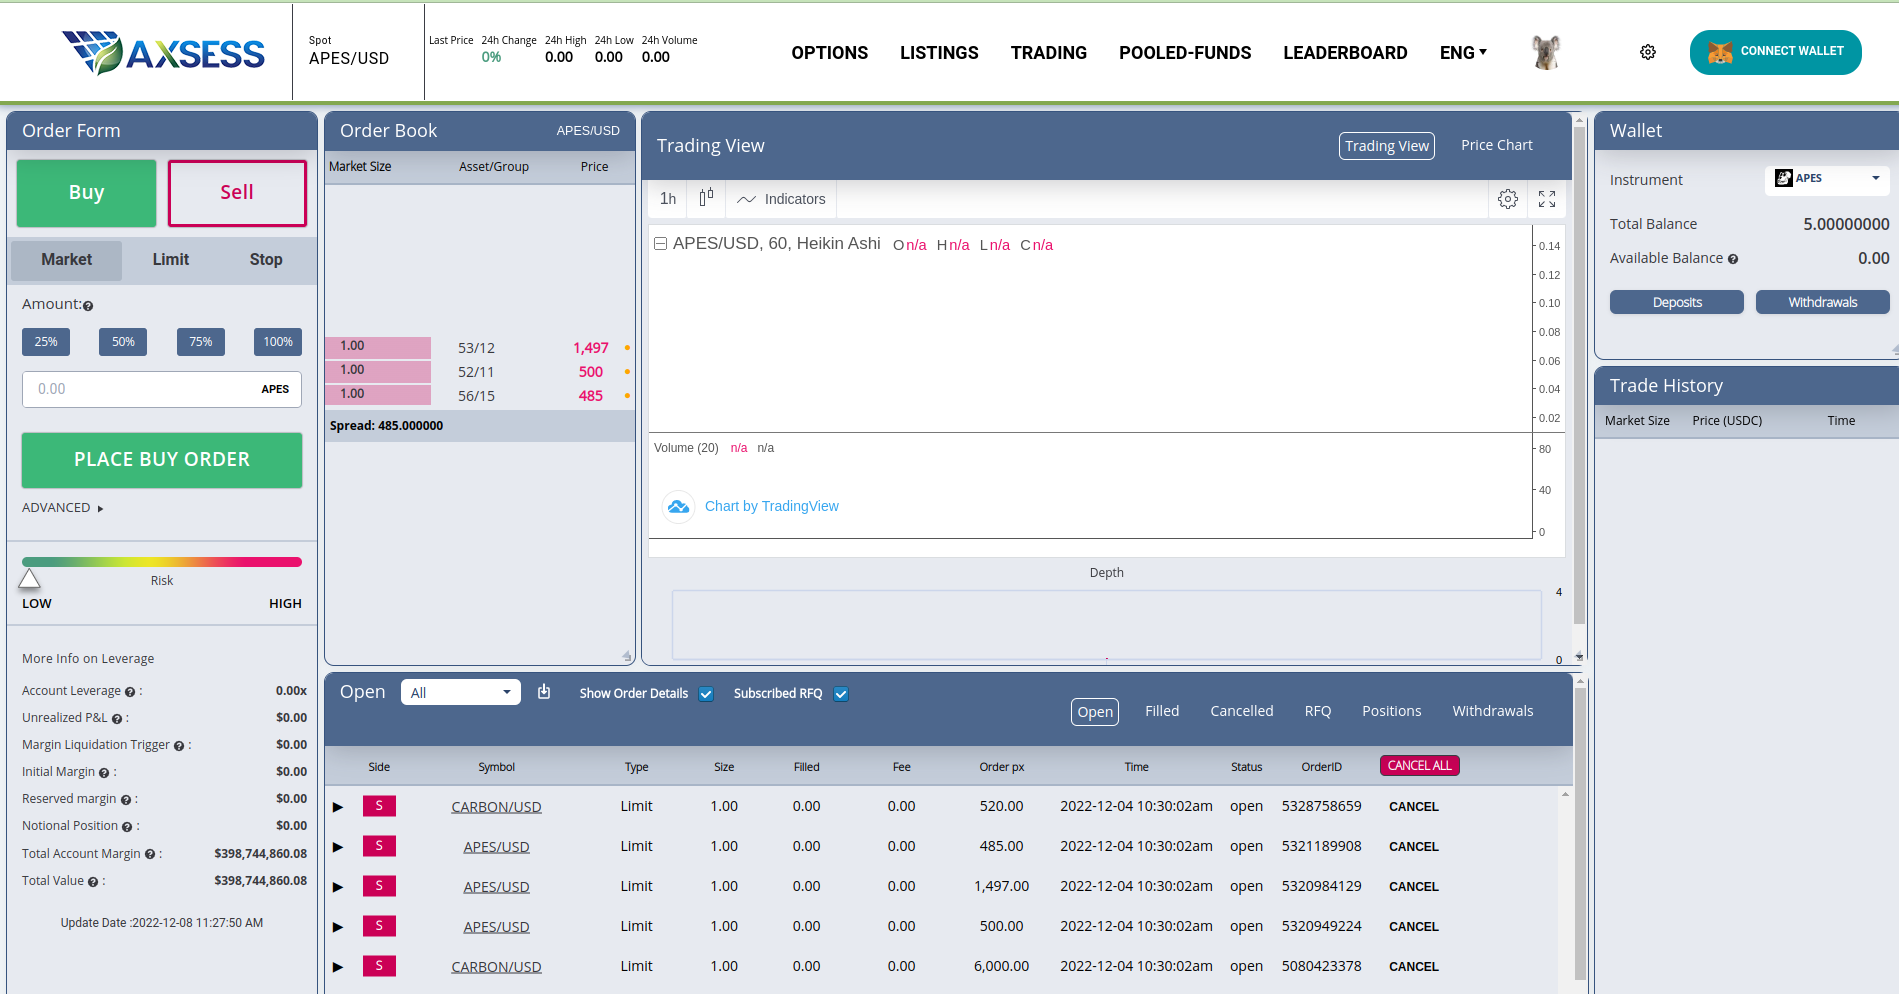 AXSESS
Spot
APES/USD
Last Price 24h Change 24h High 24h Low 24h Volume
0% 0.00 0.00 0.00
OPTIONS LISTINGS TRADING POOLED-FUNDS LEADERBOARD ENG
CONNECT WALLET
Order Form
Buy Sell
Market Limit Stop
Amount:
25% 50% 75% 100%
0.00 APES
PLACE BUY ORDER
ADVANCED
Risk
LOW HIGH
More Info on Leverage
Account Leverage : 0.00x
Unrealized P&L : $0.00
Margin Liquidation Trigger : $0.00
Initial Margin : $0.00
Reserved margin : $0.00
Notional Position : $0.00
Total Account Margin : $398,744,860.08
Total Value : $398,744,860.08
Update Date :2022-12-08 11:27:50 AM
Order Book APES/USD
Market Size Asset/Group Price
1.00 53/12 1,497
1.00 52/11 500
1.00 56/15 485
Spread: 485.000000
Trading View Trading View Price Chart
1h Indicators
APES/USD, 60, Heikin Ashi O n/a H n/a L n/a C n/a
0.14
0.12
0.10
0.08
0.06
0.04
0.02
Volume (20) n/a n/a
80
40
0
Chart by TradingView
Depth
4
0
Wallet
Instrument APES
Total Balance 5.00000000
Available Balance 0.00
Deposits Withdrawals
Trade History
Market Size Price (USDC) Time
Open All Show Order Details Subscribed RFQ
Open Filled Cancelled RFQ Positions Withdrawals
Side Symbol Type Size Filled Fee Order px Time Status OrderID CANCEL ALL
S CARBON/USD Limit 1.00 0.00 0.00 520.00 2022-12-04 10:30:02am open 5328758659 CANCEL
S APES/USD Limit 1.00 0.00 0.00 485.00 2022-12-04 10:30:02am open 5321189908 CANCEL
S APES/USD Limit 1.00 0.00 0.00 1,497.00 2022-12-04 10:30:02am open 5320984129 CANCEL
S APES/USD Limit 1.00 0.00 0.00 500.00 2022-12-04 10:30:02am open 5320949224 CANCEL
S CARBON/USD Limit 1.00 0.00 0.00 6,000.00 2022-12-04 10:30:02am open 5080423378 CANCEL